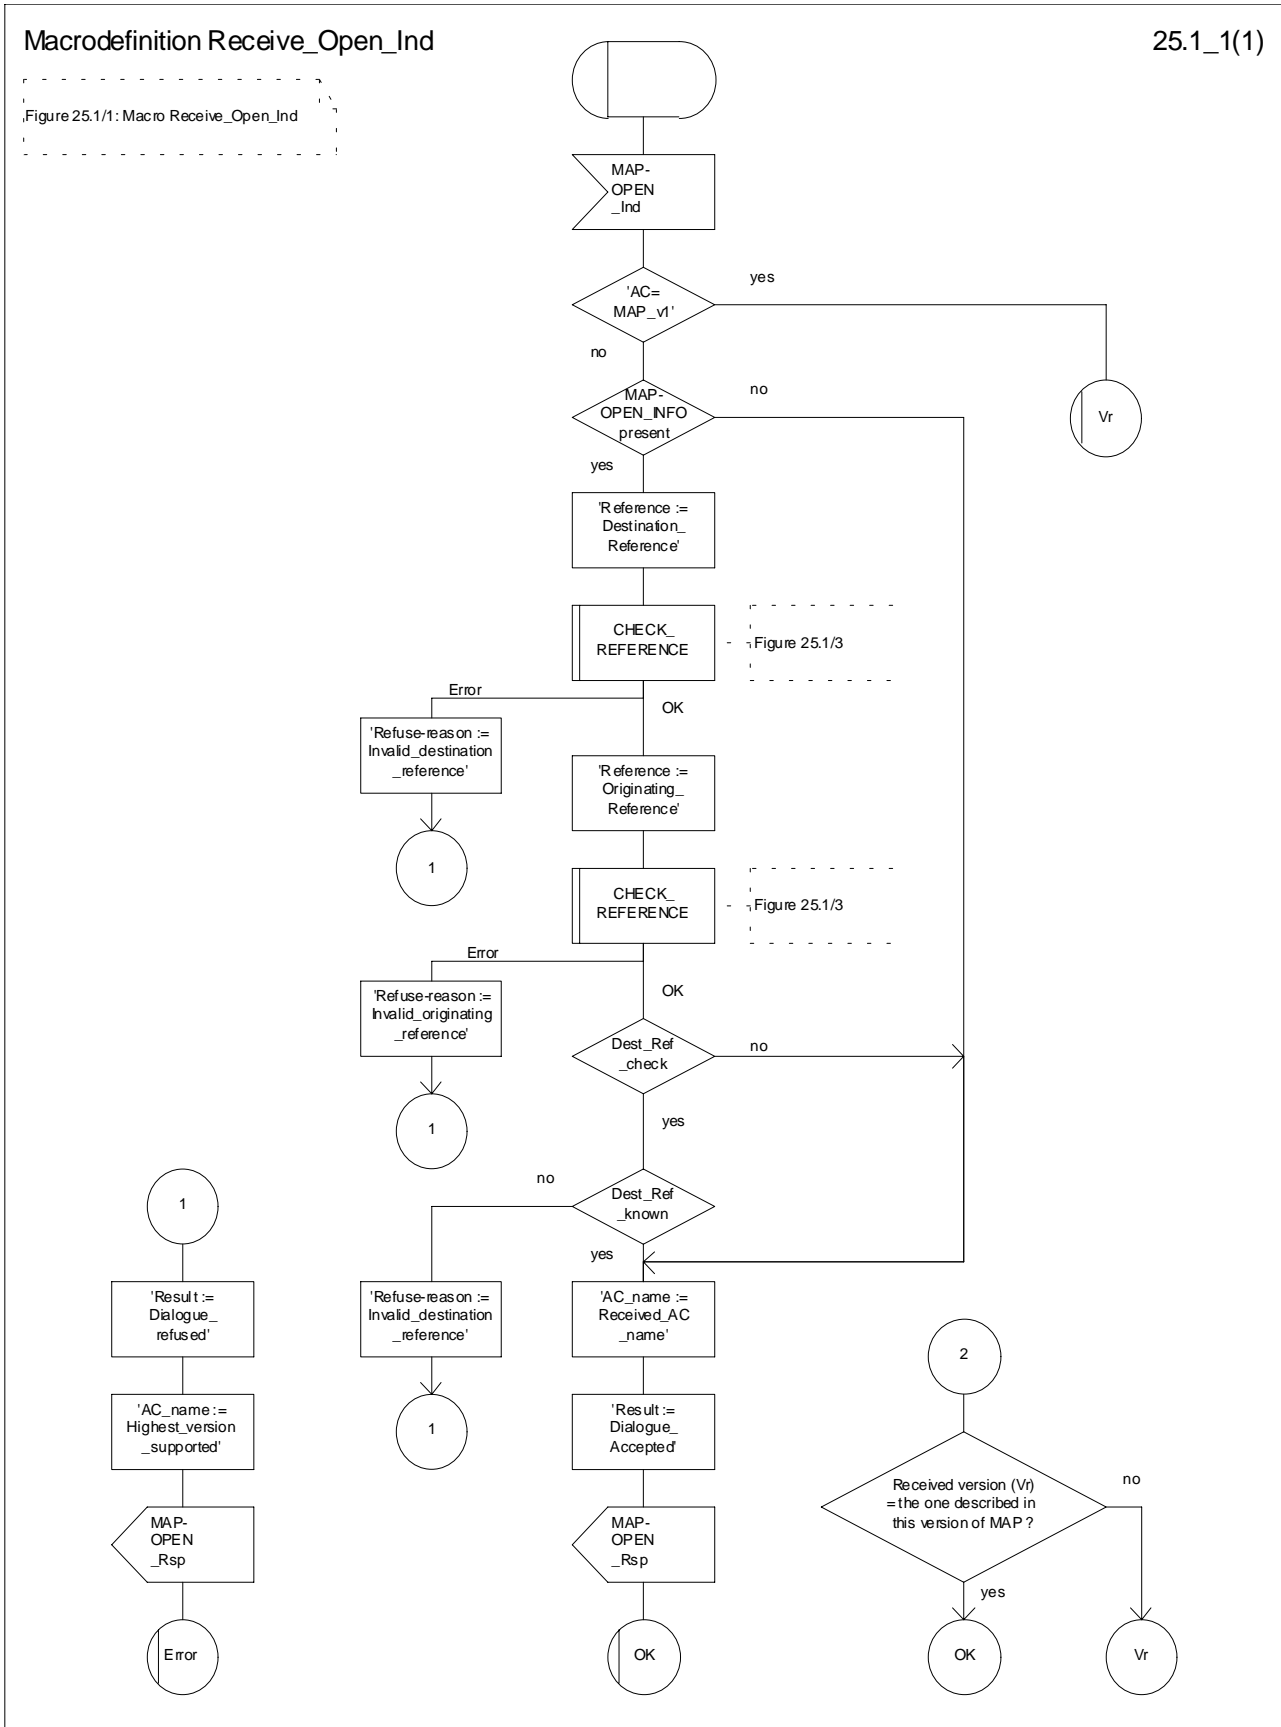 Macrodefinition Receive_Open_Ind
25.1_1(1)
Figure 25.1/1: Macro Receive_Open_Ind
MAP-
OPEN
_Ind
'AC=
MAP_v1'
yes
no
Vr
MAP-
OPEN_INFO
present
no
yes
'Reference :=
Destination_
Reference'
CHECK_
REFERENCE
Figure 25.1/3
Error
OK
'Refuse-reason :=
Invalid_destination
_reference'
1
'Reference :=
Originating_
Reference'
CHECK_
REFERENCE
Figure 25.1/3
Error
OK
'Refuse-reason :=
Invalid_originating
_reference'
1
Dest_Ref
_check
no
yes
Dest_Ref
_known
no
yes
1
'Result :=
Dialogue_
refused'
'AC_name :=
Highest_version
_supported'
MAP-
OPEN
_Rsp
Error
'Refuse-reason :=
Invalid_destination
_reference'
1
'AC_name :=
Received_AC
_name'
'Result :=
Dialogue_
Accepted'
MAP-
OPEN
_Rsp
OK
2
Received version (Vr)
= the one described in
this version of MAP ?
no
yes
OK
Vr